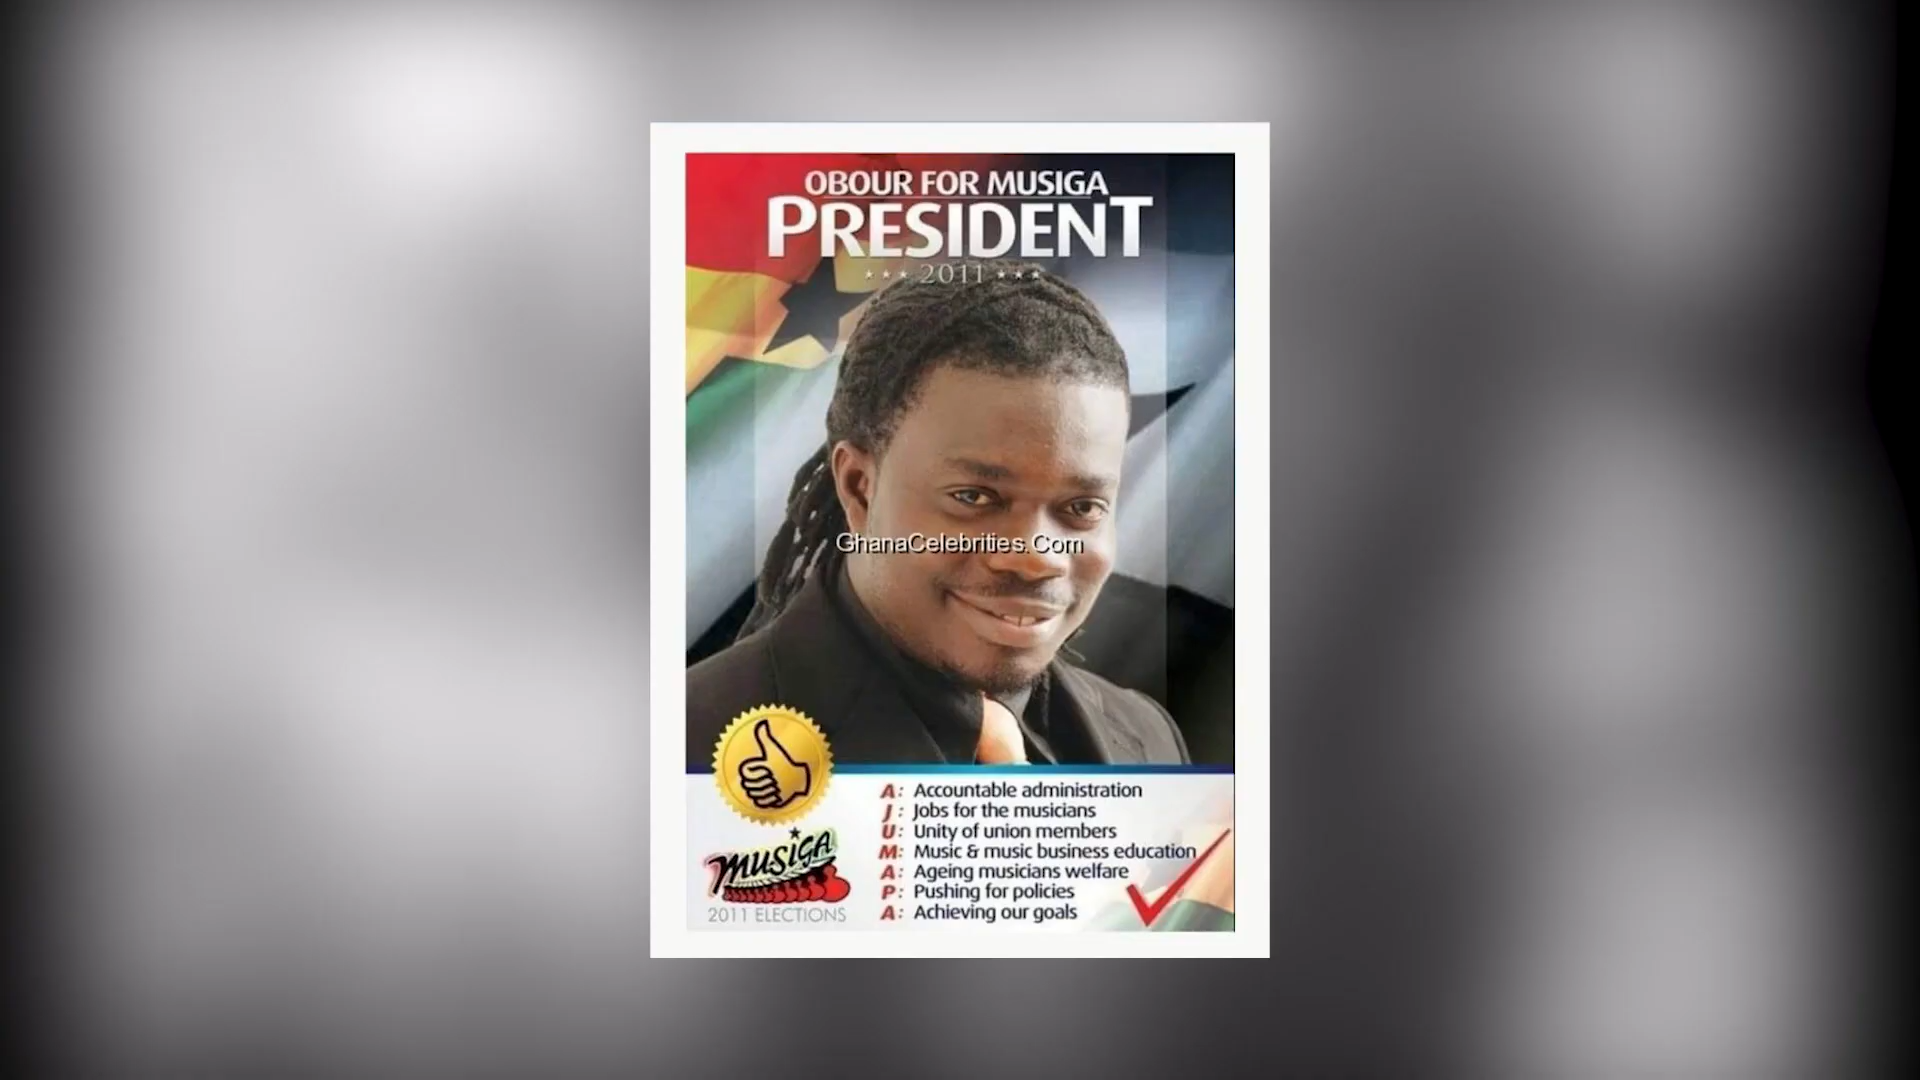 OBOUR FOR MUSIGA
PRESIDENT
2011
GhanaCelebrities.Com
A: Accountable administration
J: Jobs for the musicians
U: Unity of union members
M: Music & music business education
A: Ageing musicians welfare
P: Pushing for policies
A: Achieving our goals
MUSIGA
2011 ELECTIONS